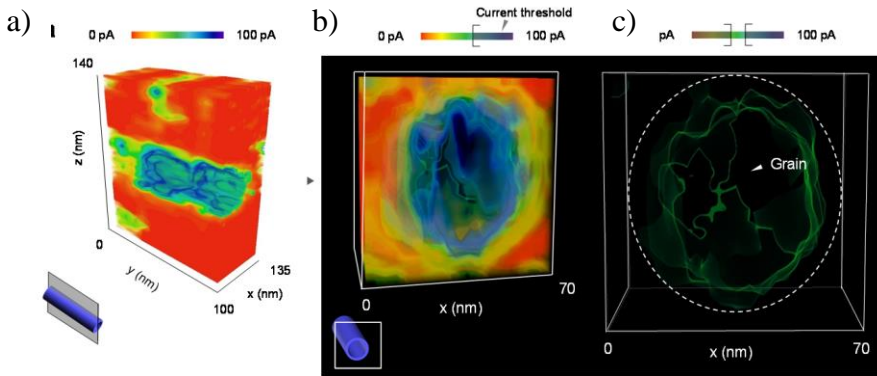 a)
0 pA 100 pA
140
z (nm)
0
y (nm)
100
135
x (nm)
b)
Current threshold
0 pA 100 pA
0
x (nm)
70
c)
pA 100 pA
Grain
0
x (nm)
70